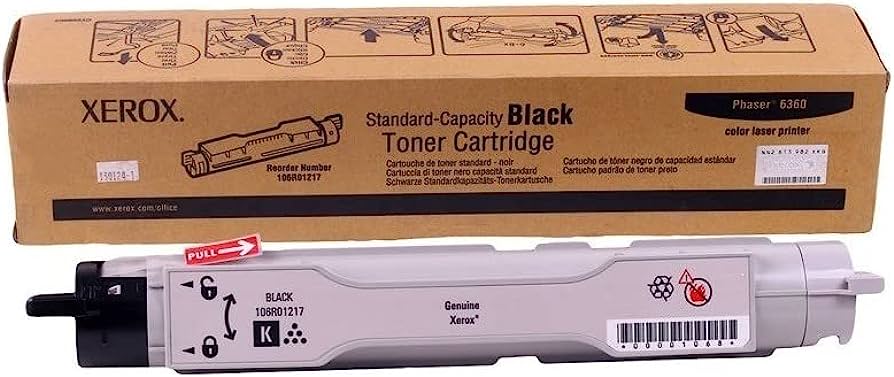 XEROX.
Reorder Number
106R01217
Standard-Capacity Black
Toner Cartridge
Cartouche de toner standard - noir
Cartuccia di toner nero capacità standard
Schwarze Standardkapazitäts-Tonerkartusche
Cartucho de tóner negro de capacidad estándar
Cartucho padrão de toner preto
Phaser® 6360
color laser printer
www.xerox.com/office
PULL
BLACK
106R01217
K
Genuine
Xerox®
*00001068*